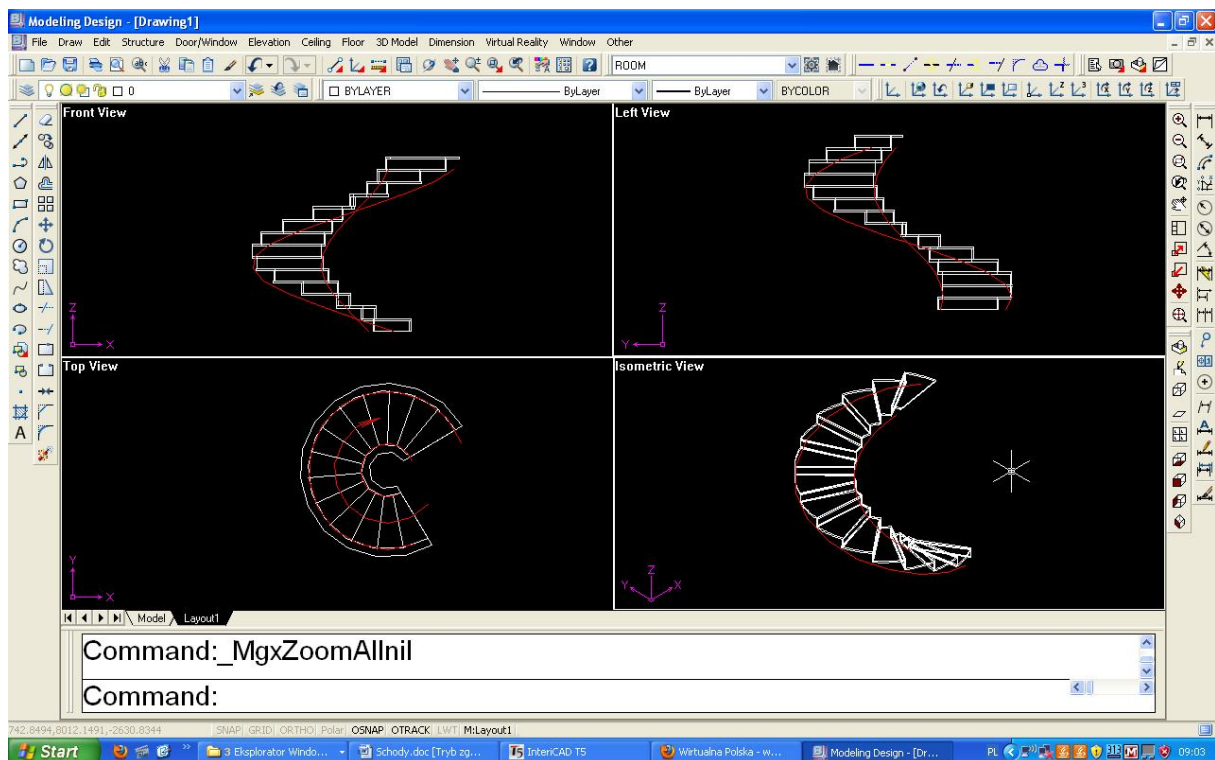 Modeling Design - [Drawing1]
File Draw Edit Structure Door/Window Elevation Ceiling Floor 3D Model Dimension Virtual Reality Window Other
ROOM
0 BYLAYER ByLayer ByLayer BYCOLOR
Front View Left View
Z Z
X Y
Top View Isometric View
Y Z
X Y X
Model Layout1
Command:_MgxZoomAllnil
Command:
742.8494,8012.1491,-2630.8344 SNAP GRID ORTHO Polar OSNAP OTRACK LWT M:Layout1
Start 3 Eksplorator Windo... Schody.doc [Tryb zg... T5 InteriCAD T5 Wirtualna Polska - w... Modeling Design - [Dr... PL 09:03